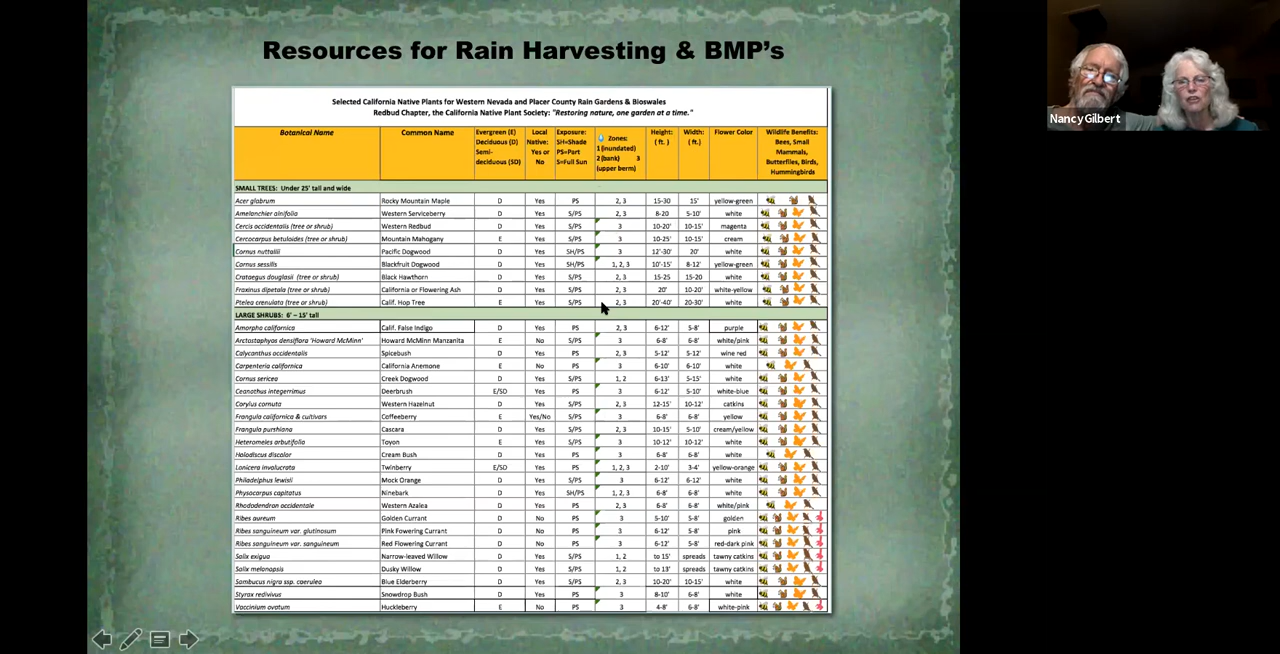 Resources for Rain Harvesting & BMP's
Nancy Gilbert
Selected California Native Plants for Western Nevada and Placer County Rain Gardens & Bioswales
Redbud Chapter, the California Native Plant Society: "Restoring nature, one garden at a time."
Botanical Name Common Name Evergreen (E) Deciduous (D) Semi-deciduous (SD) Local Native: Yes or No Exposure: SH=Shade PS=Part S=Full Sun Zones: 1 (inundated) 2 (bank) 3 (upper berm) Height: ( ft. ) Width: ( ft.) Flower Color Wildlife Benefits: Bees, Small Mammals, Butterflies, Birds, Hummingbirds
SMALL TREES: Under 25' tall and wide
Acer glabrum Rocky Mountain Maple D Yes PS 2, 3 15-30 15' yellow-green
Amelanchier alnifolia Western Serviceberry D Yes S/PS 2, 3 8-20 5-10' white
Cercis occidentalis (tree or shrub) Western Redbud D Yes S/PS 3 10-20' 10-15' magenta
Cercocarpus betuloides (tree or shrub) Mountain Mahogany E Yes S/PS 3 10-25' 10-15' cream
Cornus nuttallii Pacific Dogwood D Yes SH/PS 3 12'-30' 20' white
Cornus sessilis Blackfruit Dogwood D Yes SH/PS 1, 2, 3 10'-15' 8-12' yellow-green
Crataegus douglasii (tree or shrub) Black Hawthorn D Yes S/PS 2, 3 15-25 15-20 white
Fraxinus dipetala (tree or shrub) California or Flowering Ash D Yes S/PS 2, 3 20' 10-20' white-yellow
Ptelea crenulata (tree or shrub) Calif. Hop Tree E Yes S/PS 2, 3 20'-40' 20-30' white
LARGE SHRUBS: 6' – 15' tall
Amorpha californica Calif. False Indigo D Yes PS 2, 3 6-12' 5-8' purple
Arctostaphylos densiflora 'Howard McMinn' Howard McMinn Manzanita E No S/PS 3 6-8' 6-8' white/pink
Calycanthus occidentalis Spicebush D Yes PS 2, 3 5-12' 5-12' wine red
Carpenteria californica California Anemone E No PS 3 6-10' 6-10' white
Cornus sericea Creek Dogwood D Yes S/PS 1, 2 6-13' 5-15' white
Ceanothus integerrimus Deerbrush E/SD Yes PS 3 6-12' 5-10' white-blue
Corylus cornuta Western Hazelnut D Yes S/PS 2, 3 12-15' 10-12' catkins
Frangula californica & cultivars Coffeeberry E Yes/No S/PS 3 6-8' 6-8' yellow
Frangula purshiana Cascara D Yes S/PS 2, 3 10-15' 5-10' cream/yellow
Heteromeles arbutifolia Toyon E Yes S/PS 3 10-12' 10-12' white
Holodiscus discolor Cream Bush D Yes S/PS 3 6-8' 6-8' white
Lonicera involucrata Twinberry E/SD Yes PS 1, 2, 3 2-10' 3-4' yellow-orange
Philadelphus lewisii Mock Orange D Yes S/PS 3 6-12' 6-12' white
Physocarpus capitatus Ninebark D Yes SH/PS 1, 2, 3 6-8' 6-8' white
Rhododendron occidentale Western Azalea D Yes PS 2, 3 6-8' 6-8' white/pink
Ribes aureum Golden Currant D No PS 3 5-10' 5-8' golden
Ribes sanguineum var. glutinosum Pink Fowering Currant D No PS 3 6-12' 5-8' pink
Ribes sanguineum var. sanguineum Red Flowering Currant D No PS 3 6-12' 5-8' red-dark pink
Salix exigua Narrow-leaved Willow D Yes S/PS 1, 2 to 15' spreads tawny catkins
Salix melanopsis Dusky Willow D Yes S/PS 1, 2 to 13' spreads tawny catkins
Sambucus nigra ssp. caerulea Blue Elderberry D Yes S/PS 2, 3 10-20' 10-15' white
Styrax redivivus Snowdrop Bush D Yes PS 3 8-10' 6-8' white
Vaccinium ovatum Huckleberry E No PS 3 4-8' 6-8' white-pink